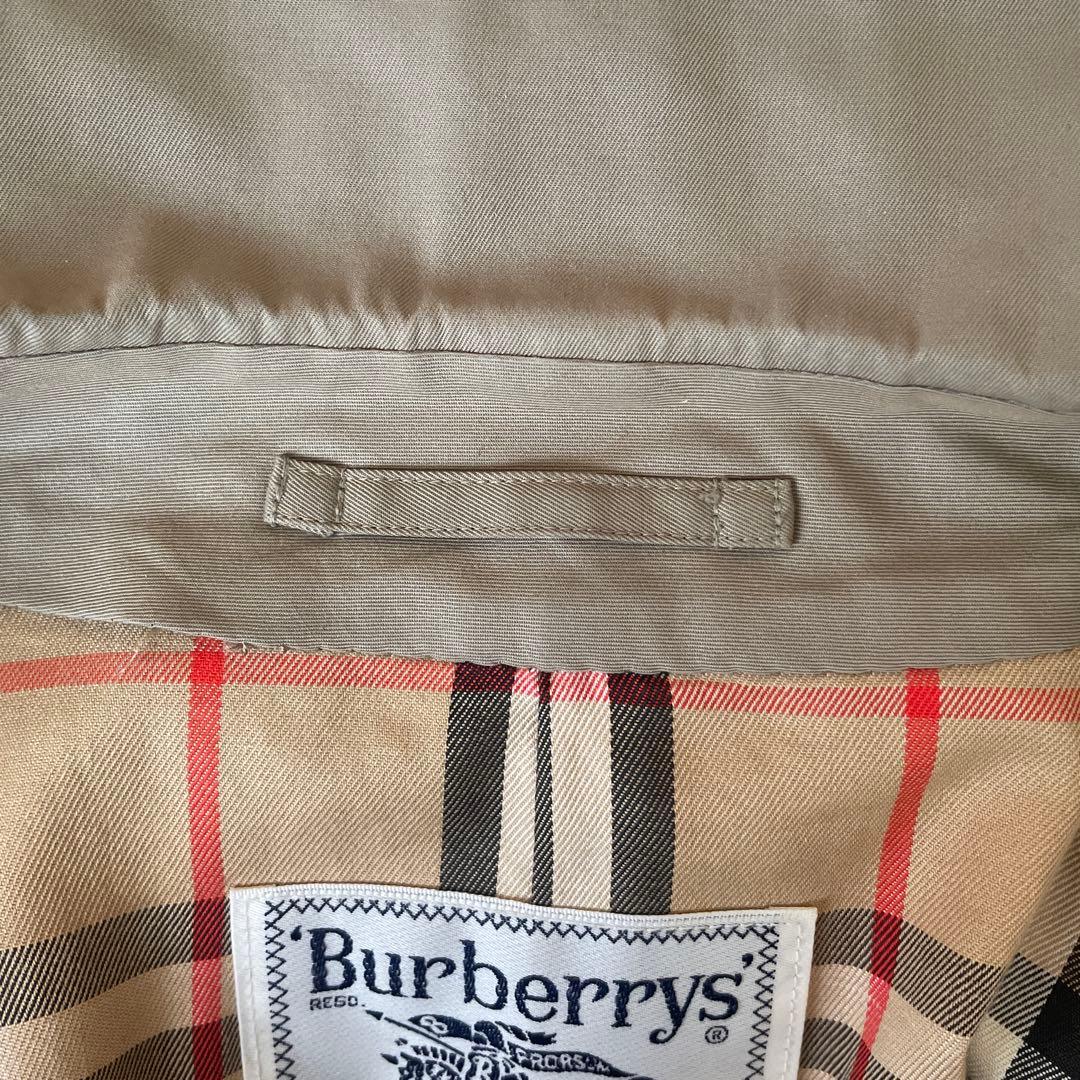 'Burberrys'
REGD.
®
PRORSUM